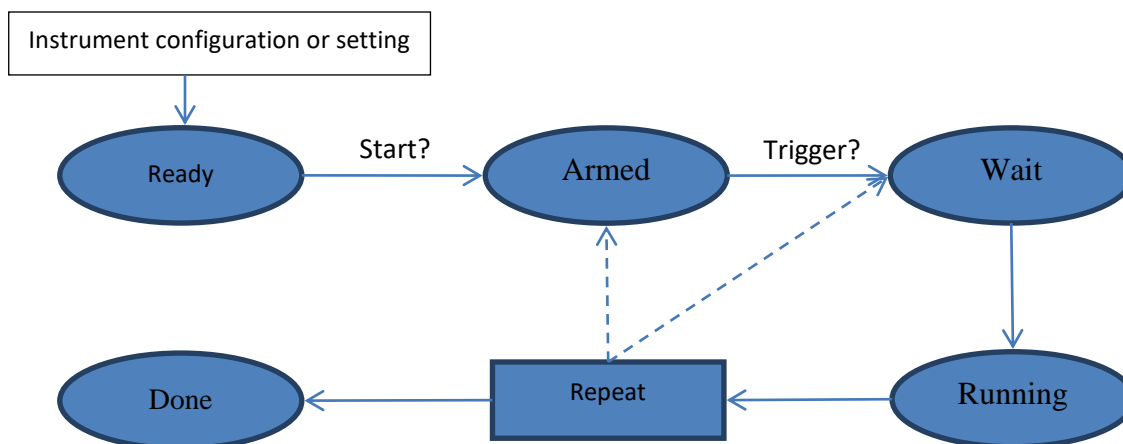 Instrument configuration or setting
Start?
Trigger?
Ready
Armed
Wait
Done
Repeat
Running